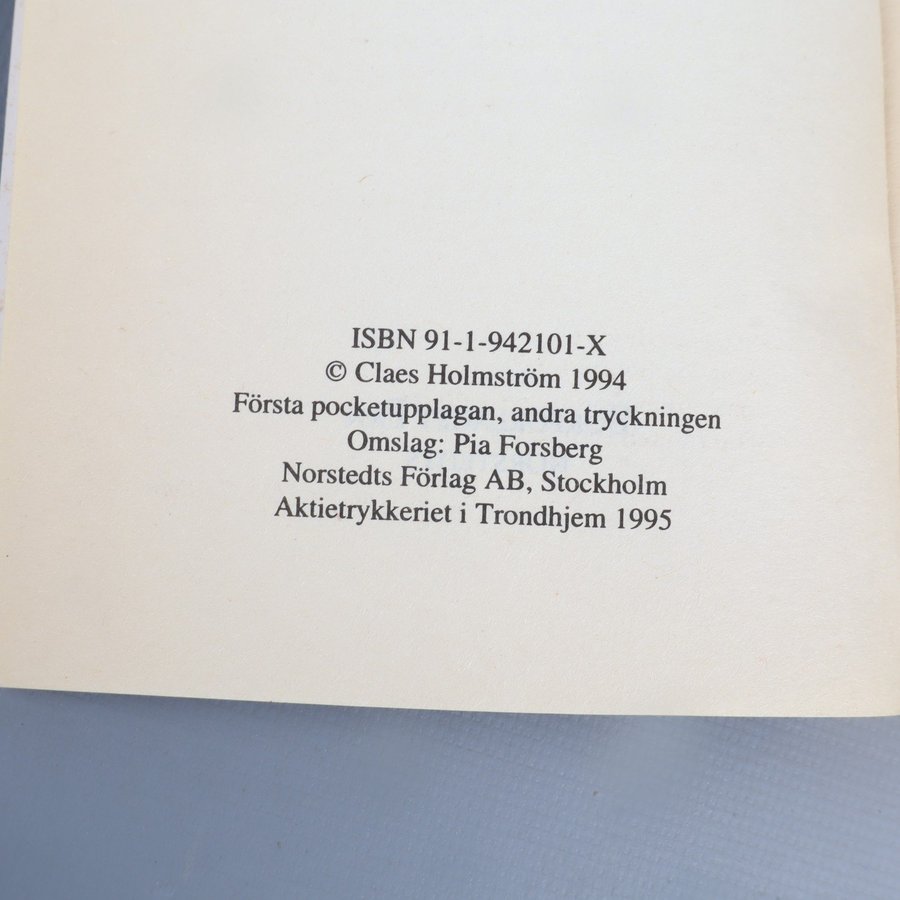 ISBN 91-1-942101-X
© Claes Holmström 1994
Första pocketupplagan, andra tryckningen
Omslag: Pia Forsberg
Norstedts Förlag AB, Stockholm
Aktietrykkeriet i Trondhjem 1995